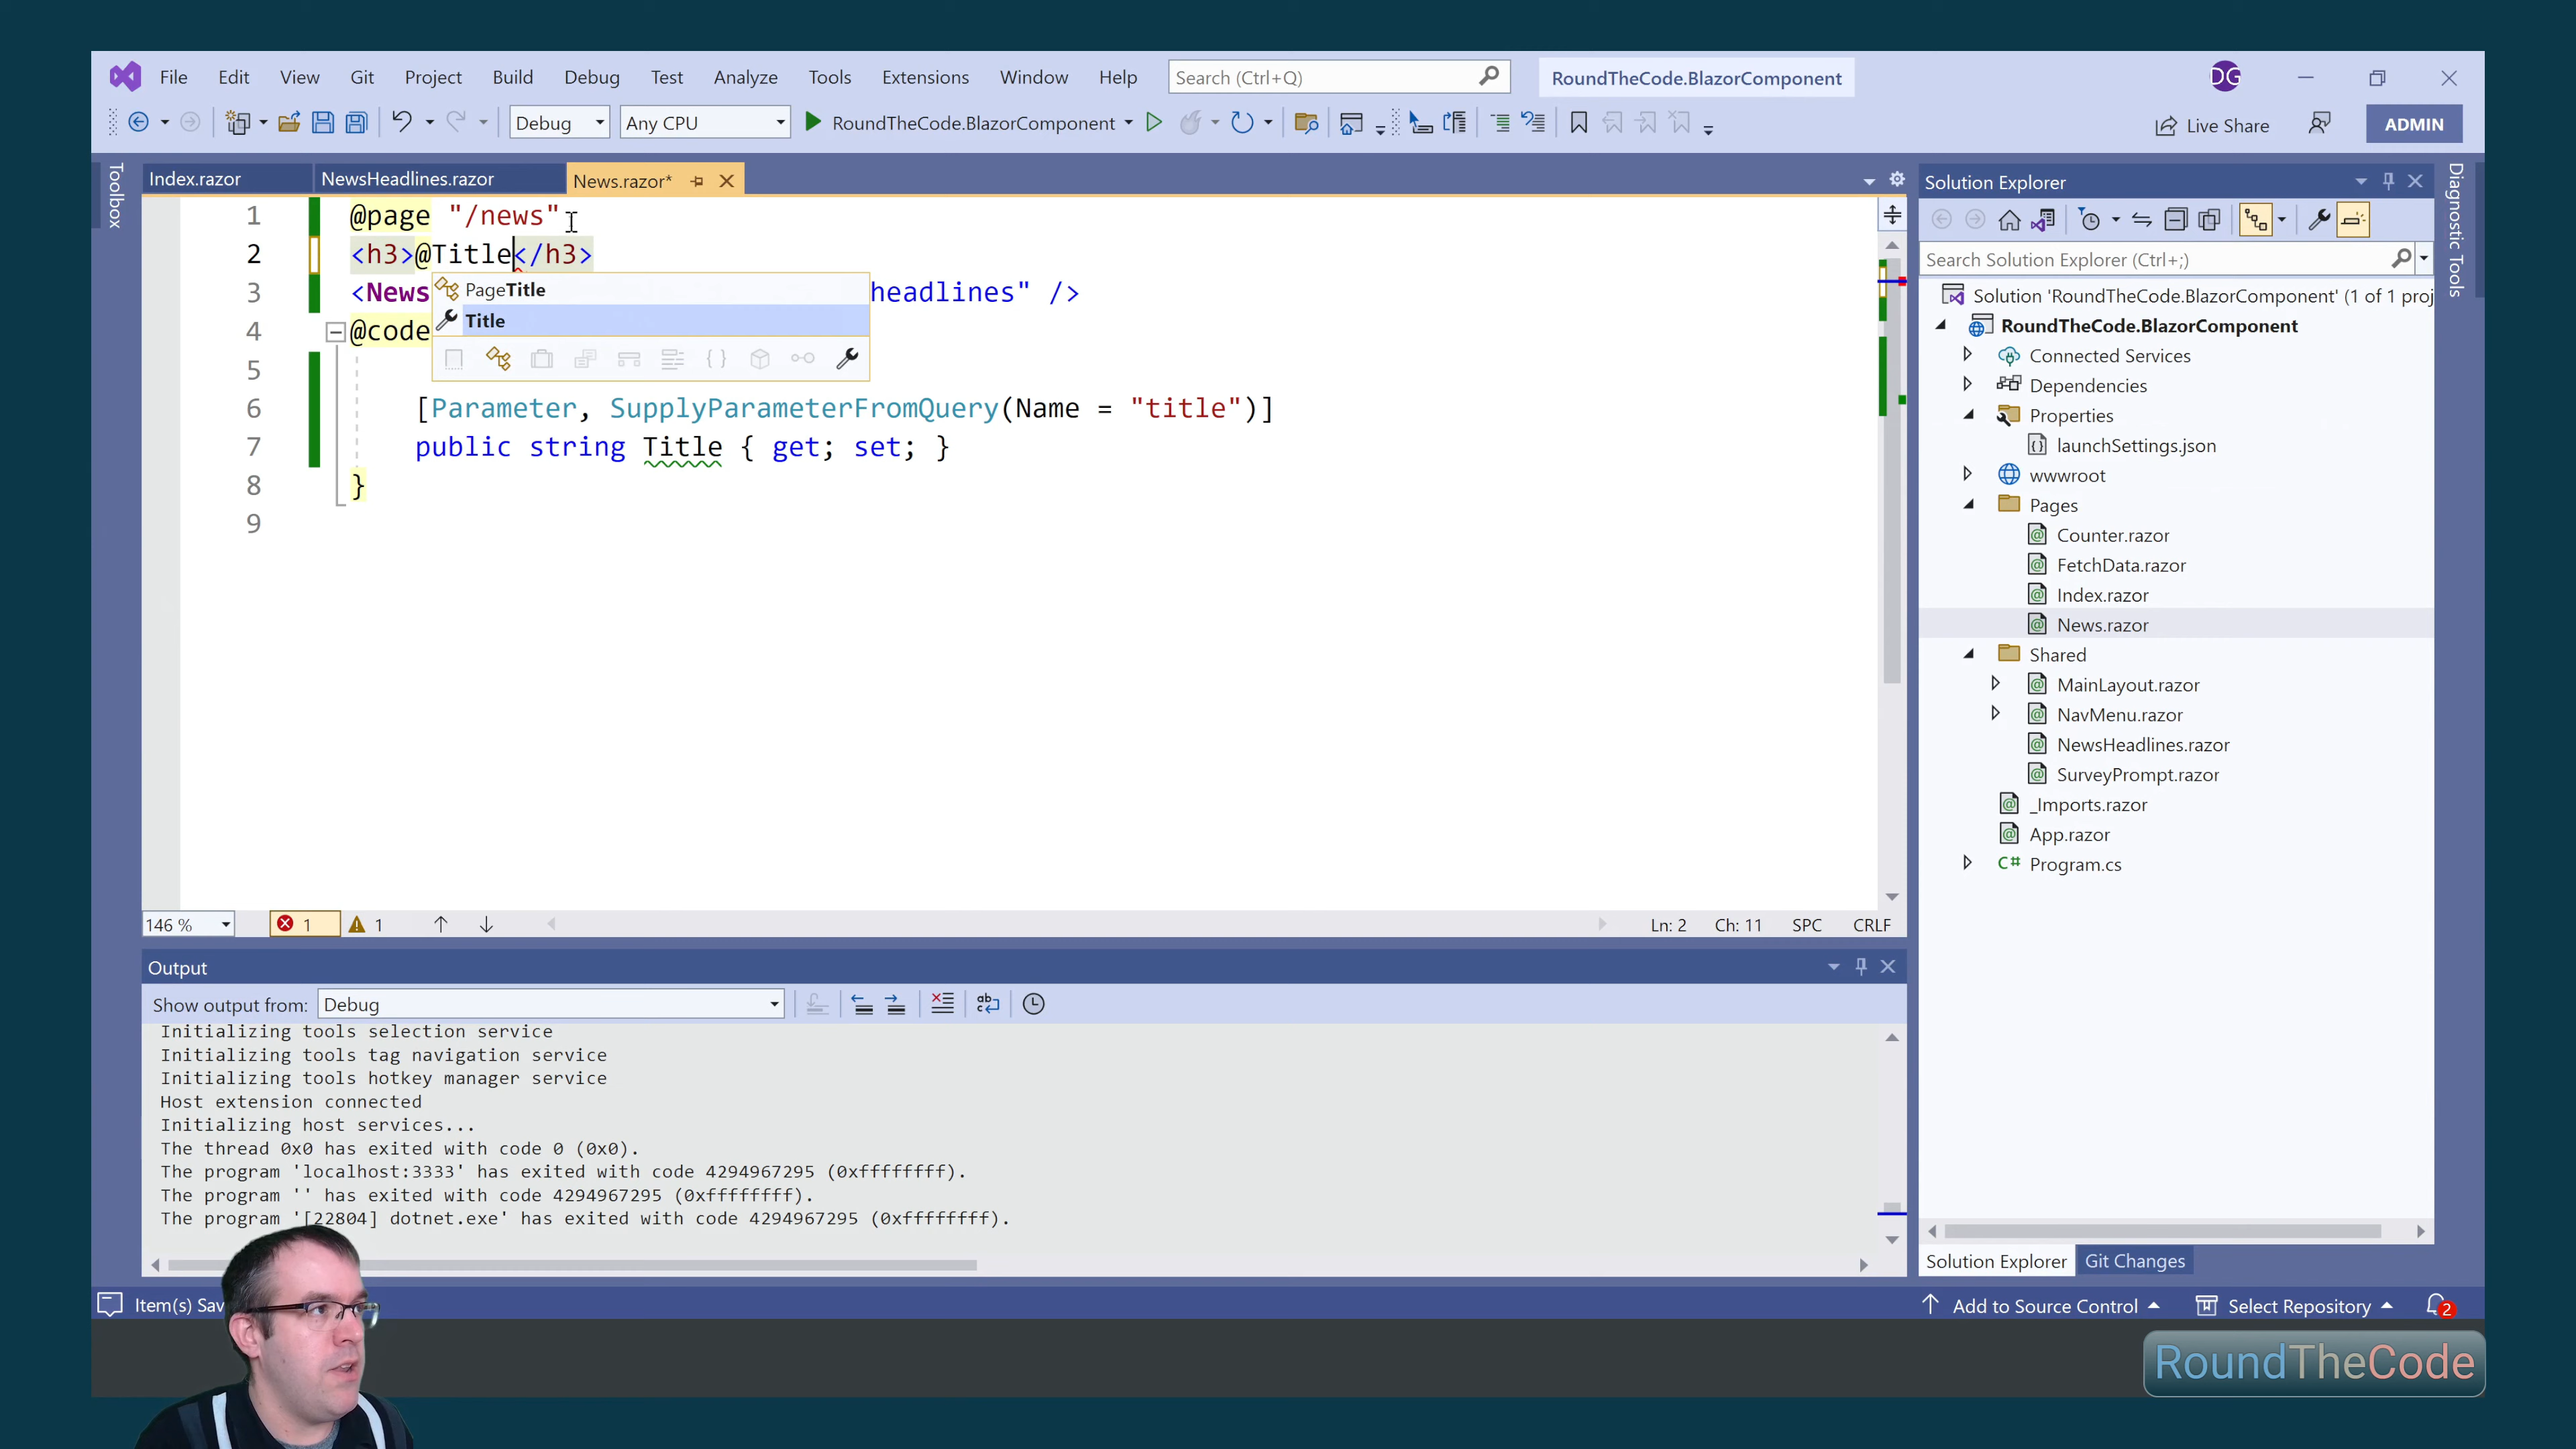 File Edit View Git Project Build Debug Test Analyze Tools Extensions Window Help Search (Ctrl+Q) RoundTheCode.BlazorComponent DG
Debug Any CPU RoundTheCode.BlazorComponent Live Share ADMIN
Toolbox
Index.razor NewsHeadlines.razor News.razor*
1 @page "/news"
2 <h3>@Title</h3>
3 <News headlines" />
PageTitle
Title
4 @code
5
6 [Parameter, SupplyParameterFromQuery(Name = "title")]
7 public string Title { get; set; }
8 }
9
146 % 1 1 Ln: 2 Ch: 11 SPC CRLF
Output
Show output from: Debug
Initializing tools selection service
Initializing tools tag navigation service
Initializing tools hotkey manager service
Host extension connected
Initializing host services...
The thread 0x0 has exited with code 0 (0x0).
The program 'localhost:3333' has exited with code 4294967295 (0xffffffff).
The program '' has exited with code 4294967295 (0xffffffff).
The program '[22804] dotnet.exe' has exited with code 4294967295 (0xffffffff).
Solution Explorer
Search Solution Explorer (Ctrl+;)
Solution 'RoundTheCode.BlazorComponent' (1 of 1 proj
RoundTheCode.BlazorComponent
Connected Services
Dependencies
Properties
launchSettings.json
wwwroot
Pages
Counter.razor
FetchData.razor
Index.razor
News.razor
Shared
MainLayout.razor
NavMenu.razor
NewsHeadlines.razor
SurveyPrompt.razor
_Imports.razor
App.razor
C# Program.cs
Solution Explorer Git Changes
Diagnostic Tools
Item(s) Sav Add to Source Control Select Repository 2
RoundTheCode